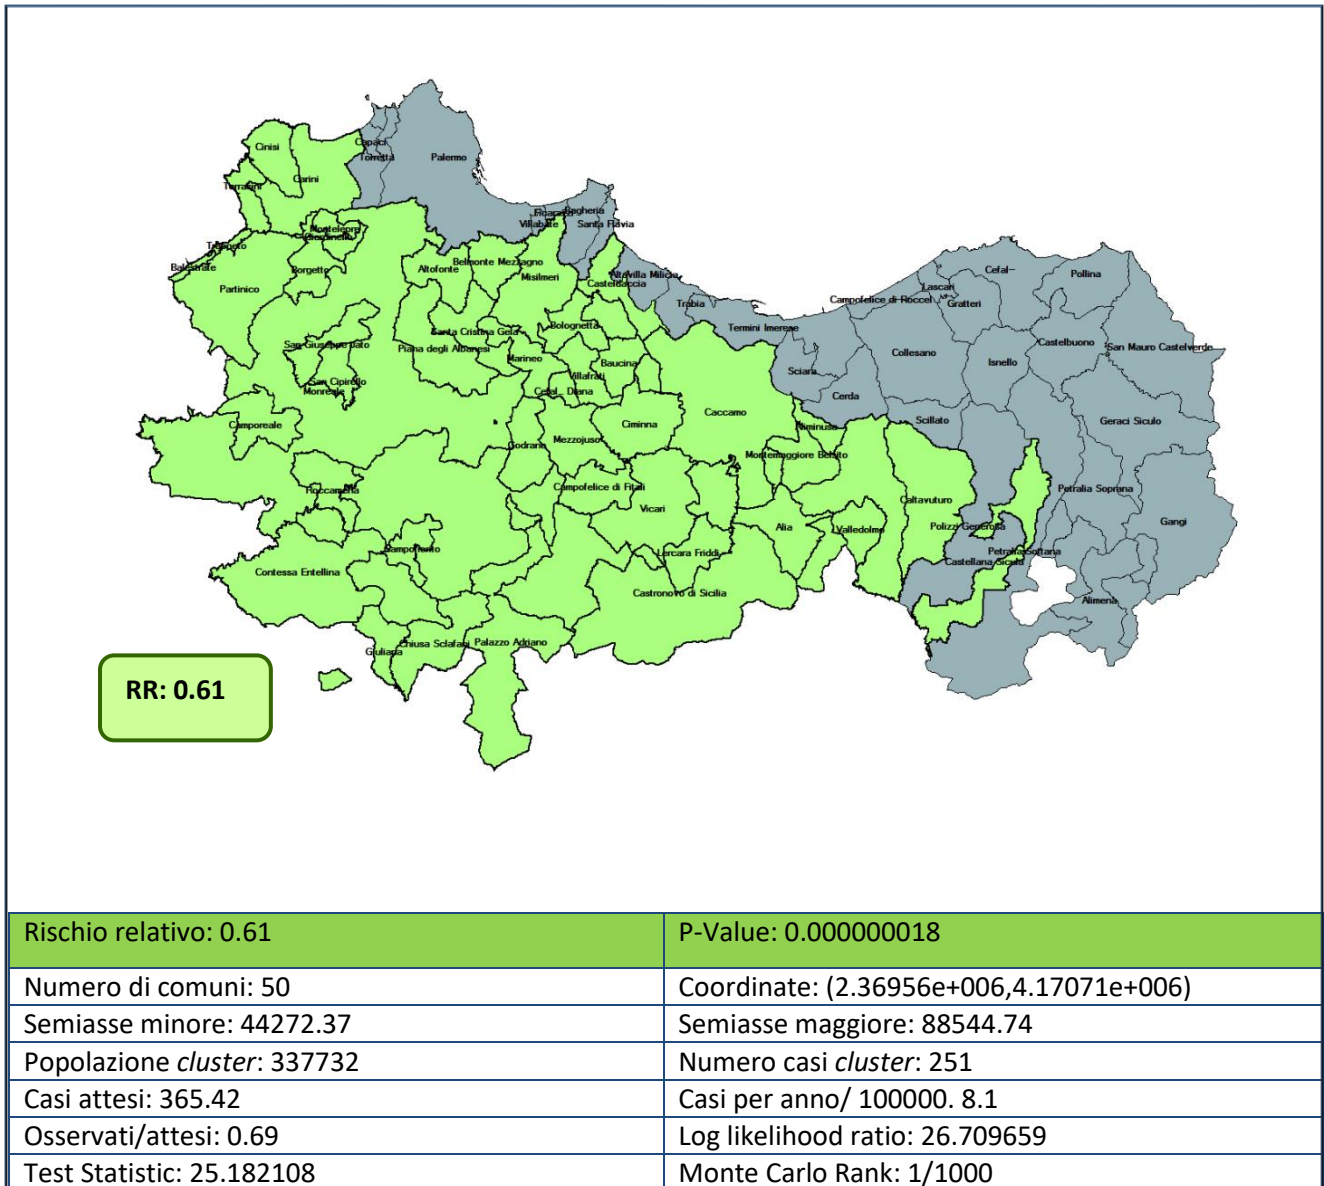 Cinisi
Capaci
Torretta
Palermo
Carini
Terrasini
Ficarazzi
Bagheria
Villabate
Santa Flavia
Montelepre
Giardinello
Trappeto
Balestrate
Borgetto
Partinico
Altofonte
Belmonte Mezzagno
Misilmeri
Casteldaccia
Altavilla Milicia
Trabia
Termini Imerese
Campofelice di Roccel
Lascari
Cefal-
Gratteri
Pollina
San Giuseppe Jato
Santa Cristina Gela
Bolognetta
Piana degli Albanesi
Marineo
Baucina
Villafrati
San Cipirello
Monreale
Cefal_ Diana
Collesano
Isnello
Castelbuono
San Mauro Castelverde
Sciara
Cerda
Caccamo
Scillato
Geraci Siculo
Camporeale
Ciminna
Godrano
Mezzojuso
Aliminusa
Montemaggiore Belsito
Roccamena
Campofelice di Fitali
Vicari
Caltavuturo
Petralia Soprana
Gangi
Alia
Valledolmo
Polizzi Generosa
Campofiorito
Lercara Friddi
Petralia Sottana
Castellana Sicula
Contessa Entellina
Castronovo di Sicilia
Alimena
Giuliana
Chiusa Sclafani
Palazzo Adriano
RR: 0.61
Rischio relativo: 0.61
P-Value: 0.000000018
Numero di comuni: 50
Coordinate: (2.36956e+006,4.17071e+006)
Semiasse minore: 44272.37
Semiasse maggiore: 88544.74
Popolazione cluster: 337732
Numero casi cluster: 251
Casi attesi: 365.42
Casi per anno/ 100000. 8.1
Osservati/attesi: 0.69
Log likelihood ratio: 26.709659
Test Statistic: 25.182108
Monte Carlo Rank: 1/1000